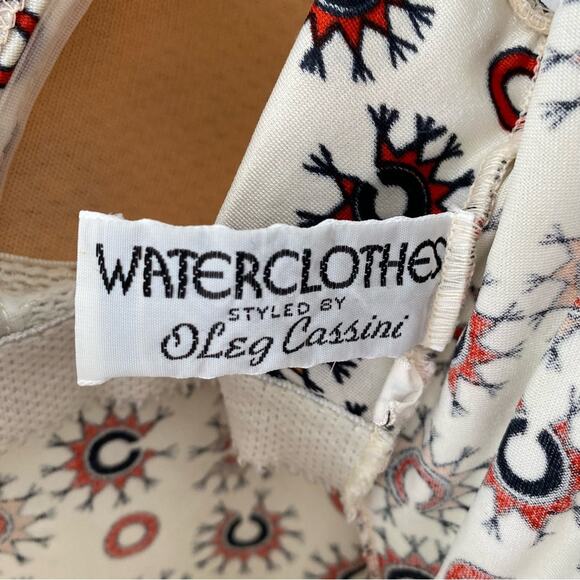 WATERCLOTHES
STYLED BY
OLeg Cassini